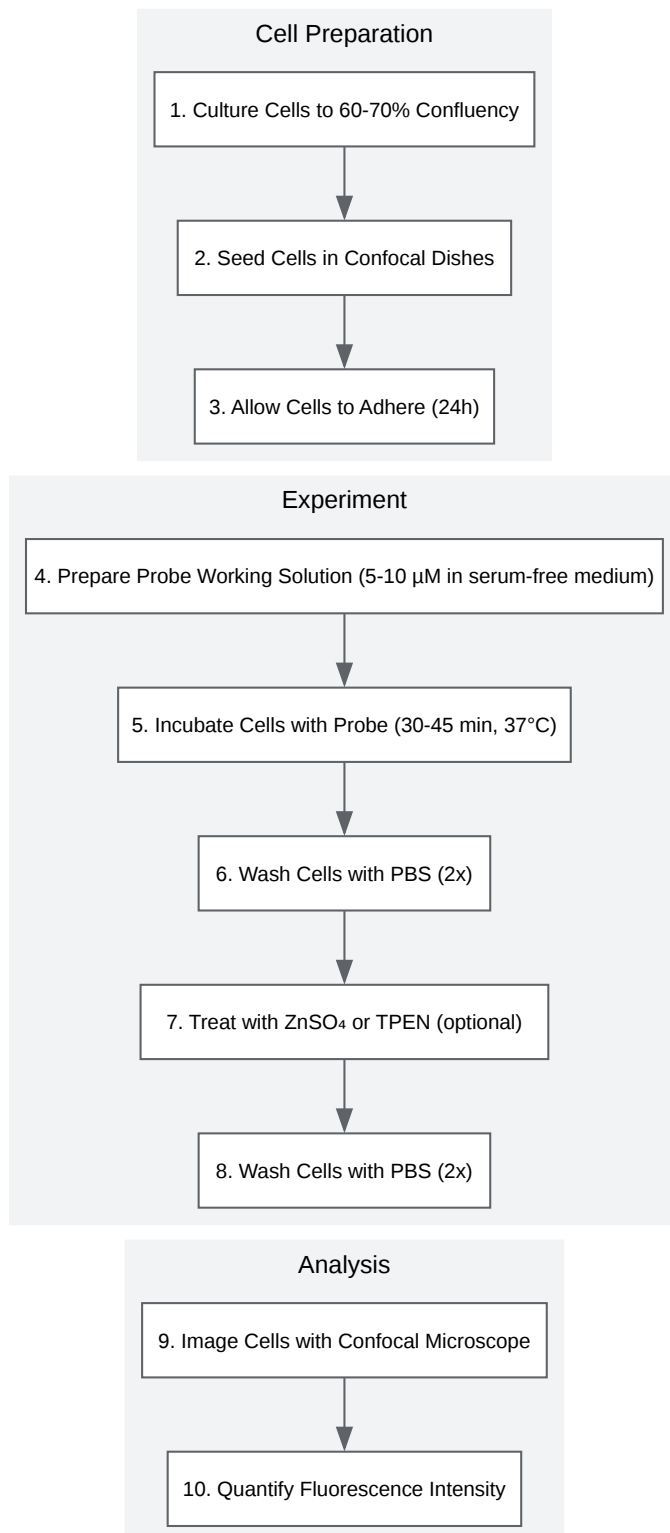 Cell Preparation
1. Culture Cells to 60-70% Confluency
2. Seed Cells in Confocal Dishes
3. Allow Cells to Adhere (24h)
Experiment
4. Prepare Probe Working Solution (5-10 µM in serum-free medium)
5. Incubate Cells with Probe (30-45 min, 37°C)
6. Wash Cells with PBS (2x)
7. Treat with ZnSO₄ or TPEN (optional)
8. Wash Cells with PBS (2x)
Analysis
9. Image Cells with Confocal Microscope
10. Quantify Fluorescence Intensity